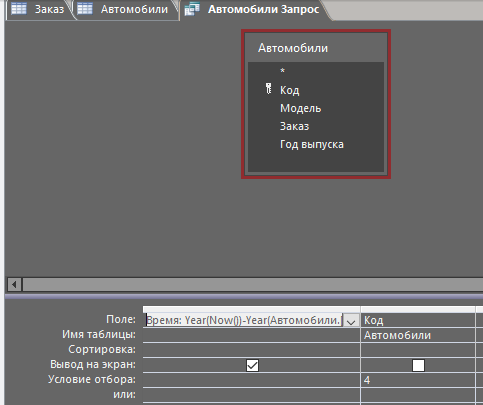 Заказ Автомобили Автомобили Запрос
Автомобили
*
Код
Модель
Заказ
Год выпуска
Поле: Время: Year(Now())-Year(Автомобили. Код
Имя таблицы: Автомобили
Сортировка:
Вывод на экран:
Условие отбора: 4
или: